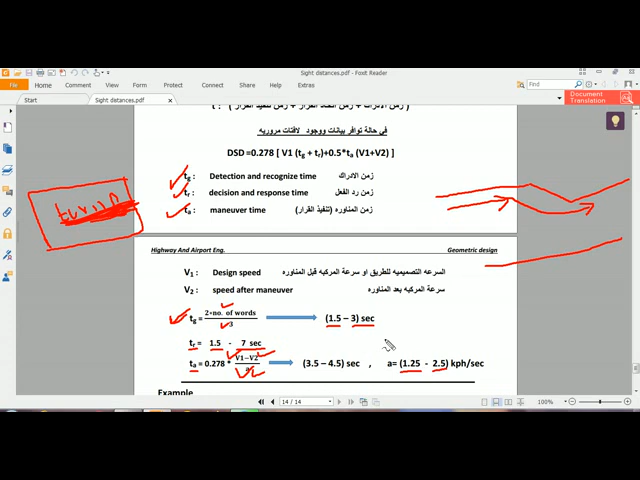 Sight distances.pdf - Foxit Reader
File Home Comment View Form Protect Share Help
Find
Document Translation
Start Sight distances.pdf
في حالة توافر بيانات ووجود لافتات مروريه
DSD =0.278 [ V1 (tg + tr)+0.5*ta (V1+V2) ]
tg : Detection and recognize time زمن الادراك
tr : decision and response time زمن رد الفعل
ta : maneuver time زمن المناوره (تنفيذ القرار)
Highway And Airport Eng. Geometric design
V1 : Design speed السرعه التصميميه للطريق او سرعة المركبه قبل المناوره
V2 : speed after maneuver سرعة المركبه بعد المناوره
tg = 2+no. of words / 3 (1.5 – 3) sec
tr = 1.5 - 7 sec
ta = 0.278 * V1−V2 / a (3.5 – 4.5) sec , a= (1.25 - 2.5) kph/sec
Example
14 / 14 100%